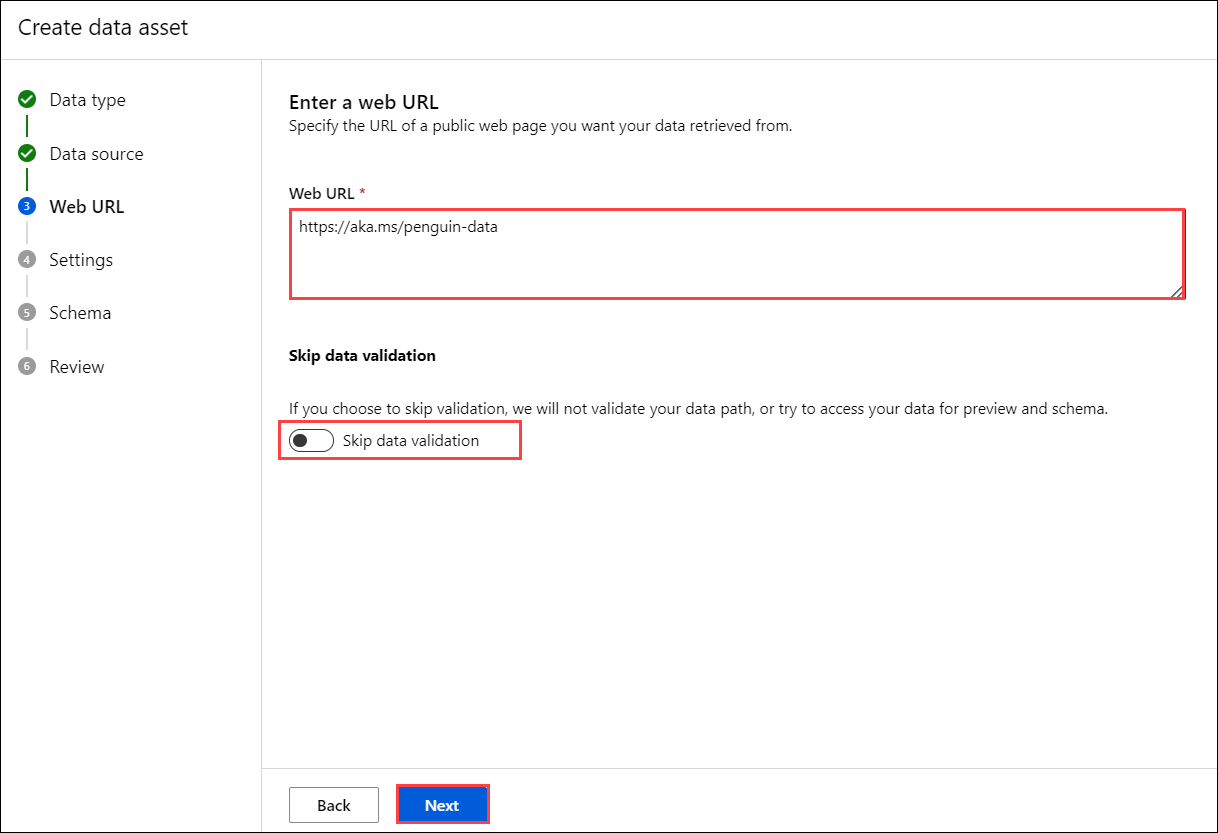 Create data asset
Data type
Data source
3 Web URL
4 Settings
5 Schema
6 Review
Enter a web URL
Specify the URL of a public web page you want your data retrieved from.
Web URL *
https://aka.ms/penguin-data
Skip data validation
If you choose to skip validation, we will not validate your data path, or try to access your data for preview and schema.
Skip data validation
Back
Next